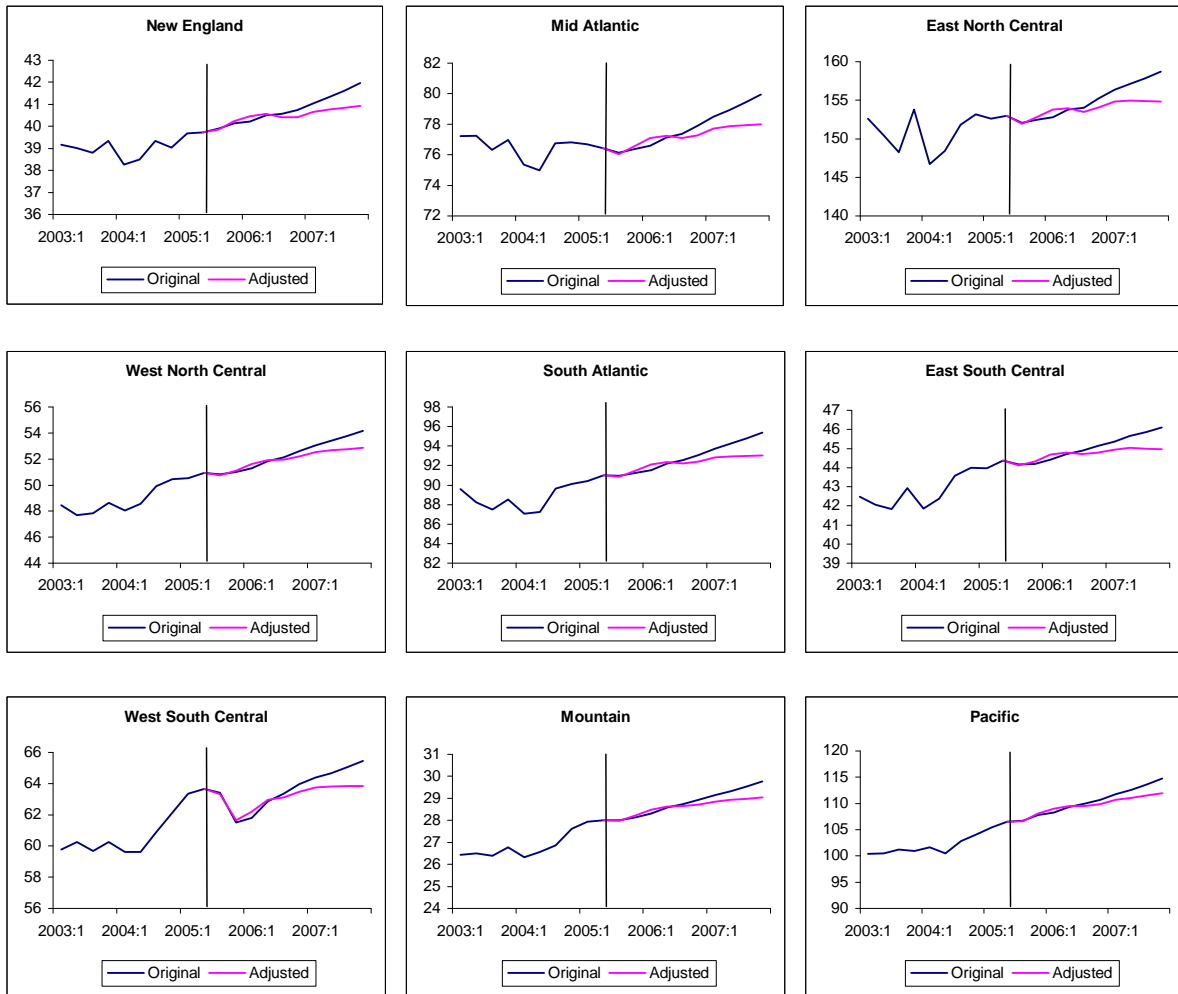 New England
43
42
41
40
39
38
37
36
2003:1 2004:1 2005:1 2006:1 2007:1
Original Adjusted
Mid Atlantic
82
80
78
76
74
72
2003:1 2004:1 2005:1 2006:1 2007:1
Original Adjusted
East North Central
160
155
150
145
140
2003:1 2004:1 2005:1 2006:1 2007:1
Original Adjusted
West North Central
56
54
52
50
48
46
44
2003:1 2004:1 2005:1 2006:1 2007:1
Original Adjusted
South Atlantic
98
96
94
92
90
88
86
84
82
2003:1 2004:1 2005:1 2006:1 2007:1
Original Adjusted
East South Central
47
46
45
44
43
42
41
40
39
2003:1 2004:1 2005:1 2006:1 2007:1
Original Adjusted
West South Central
66
64
62
60
58
56
2003:1 2004:1 2005:1 2006:1 2007:1
Original Adjusted
Mountain
31
30
29
28
27
26
25
24
2003:1 2004:1 2005:1 2006:1 2007:1
Original Adjusted
Pacific
120
115
110
105
100
95
90
2003:1 2004:1 2005:1 2006:1 2007:1
Original Adjusted